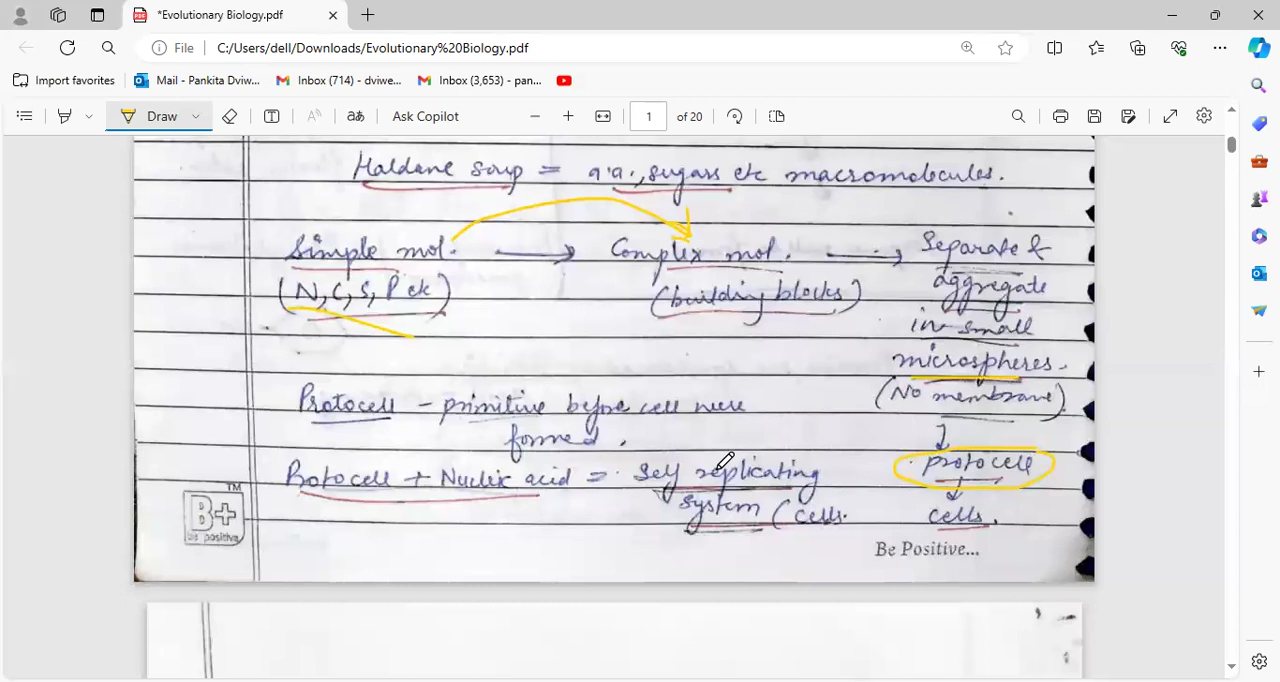 *Evolutionary Biology.pdf
File C:/Users/dell/Downloads/Evolutionary%20Biology.pdf
Import favorites Mail - Pankita Dviw... Inbox (714) - dviwe... Inbox (3,653) - pan...
Draw Ask Copilot 1 of 20
Haldane soup = a.a., sugars etc macromolecules.
Simple mol. → Complex mol. → Separate &
(N, C, S, P etc) (building blocks) aggregate
in small
microspheres.
(No membrane)
Protocell - primitive before cell were
formed.
↓
protocell
Protocell + Nucleic acid = Self replicating
system (cells.
↓
cells.
B+ TM
be positive
Be Positive...